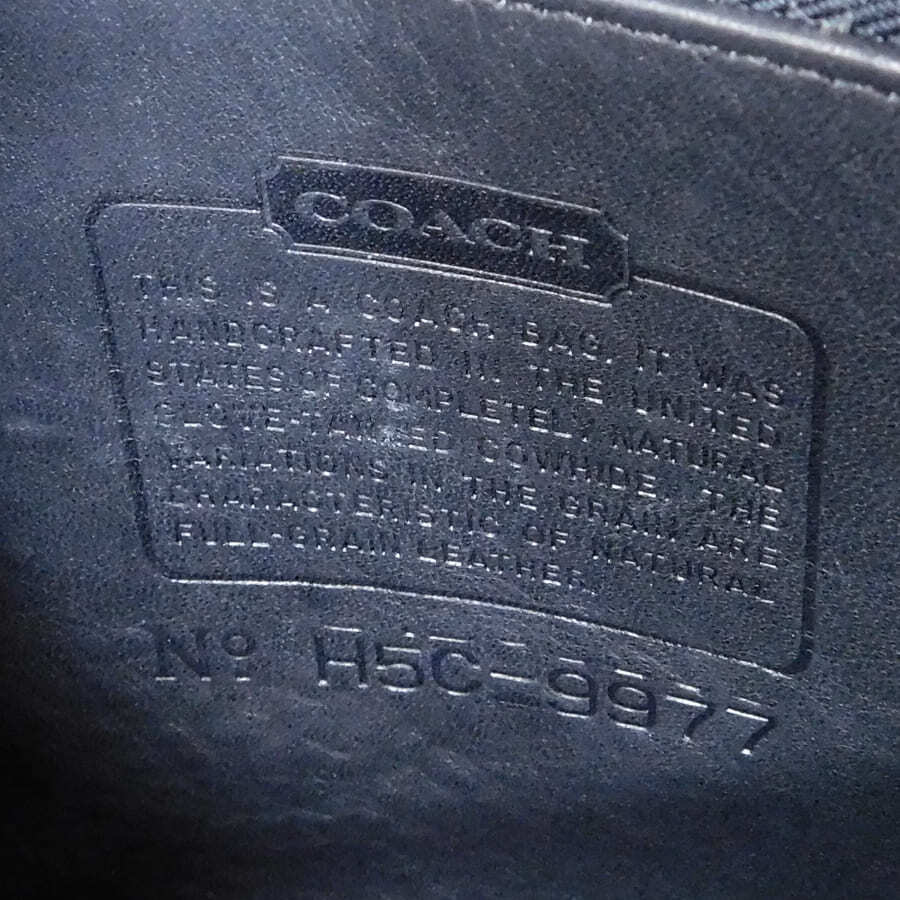 COACH
THIS IS A COACH BAG. IT WAS
HANDCRAFTED IN THE UNITED
STATES OF COMPLETELY NATURAL
GLOVE-TANNED COWHIDE. THE
VARIATIONS IN THE GRAIN ARE
CHARACTERISTIC OF NATURAL
FULL-GRAIN LEATHER.
No H5C-9977